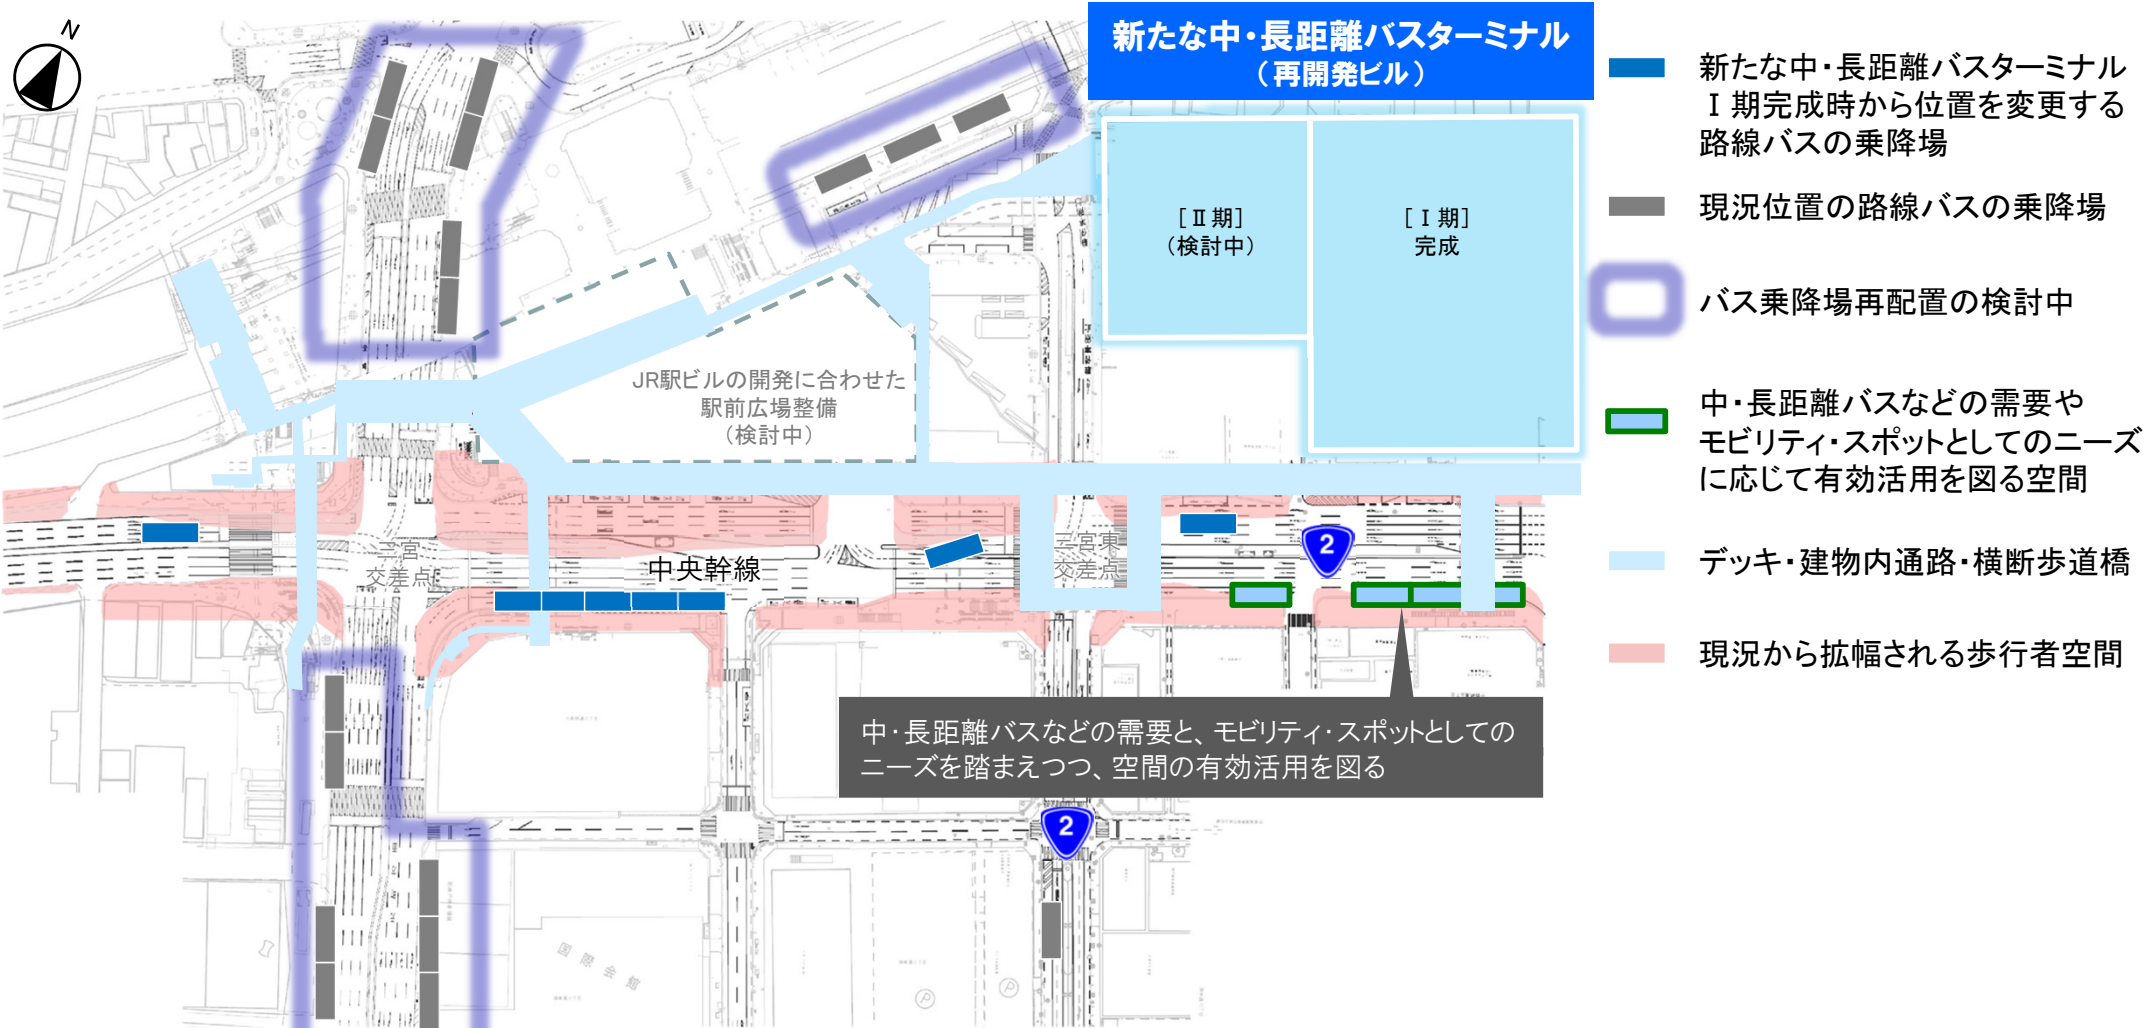 N
新たな中・長距離バスターミナル
（再開発ビル）
[Ⅱ期]
（検討中）
[Ⅰ期]
完成
JR駅ビルの開発に合わせた
駅前広場整備
（検討中）
三宮
交差点
中央幹線
三宮東
交差点
2
中・長距離バスなどの需要と、モビリティ・スポットとしての
ニーズを踏まえつつ、空間の有効活用を図る
2
国際会館
P
P
新たな中・長距離バスターミナル
Ⅰ期完成時から位置を変更する
路線バスの乗降場
現況位置の路線バスの乗降場
バス乗降場再配置の検討中
中・長距離バスなどの需要や
モビリティ・スポットとしてのニーズ
に応じて有効活用を図る空間
デッキ・建物内通路・横断歩道橋
現況から拡幅される歩行者空間